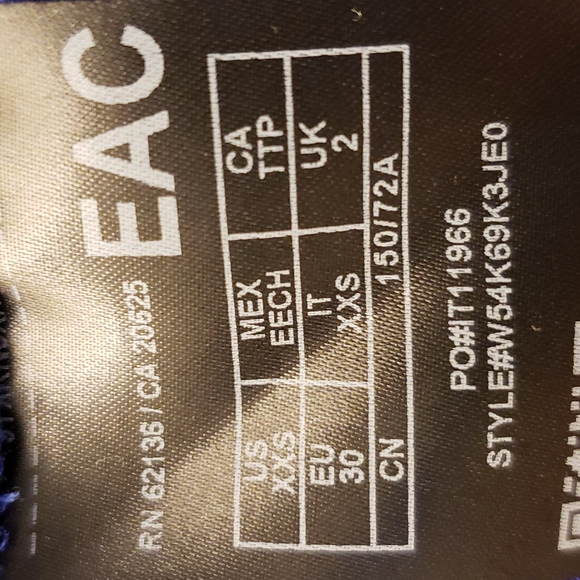 RN 62136 / CA 20525
EAC
US XXS
MEX EECH
CA TTP
EU 30
IT XXS
UK 2
CN 150/72A
PO#IT11966
STYLE#W54K69K3JE0